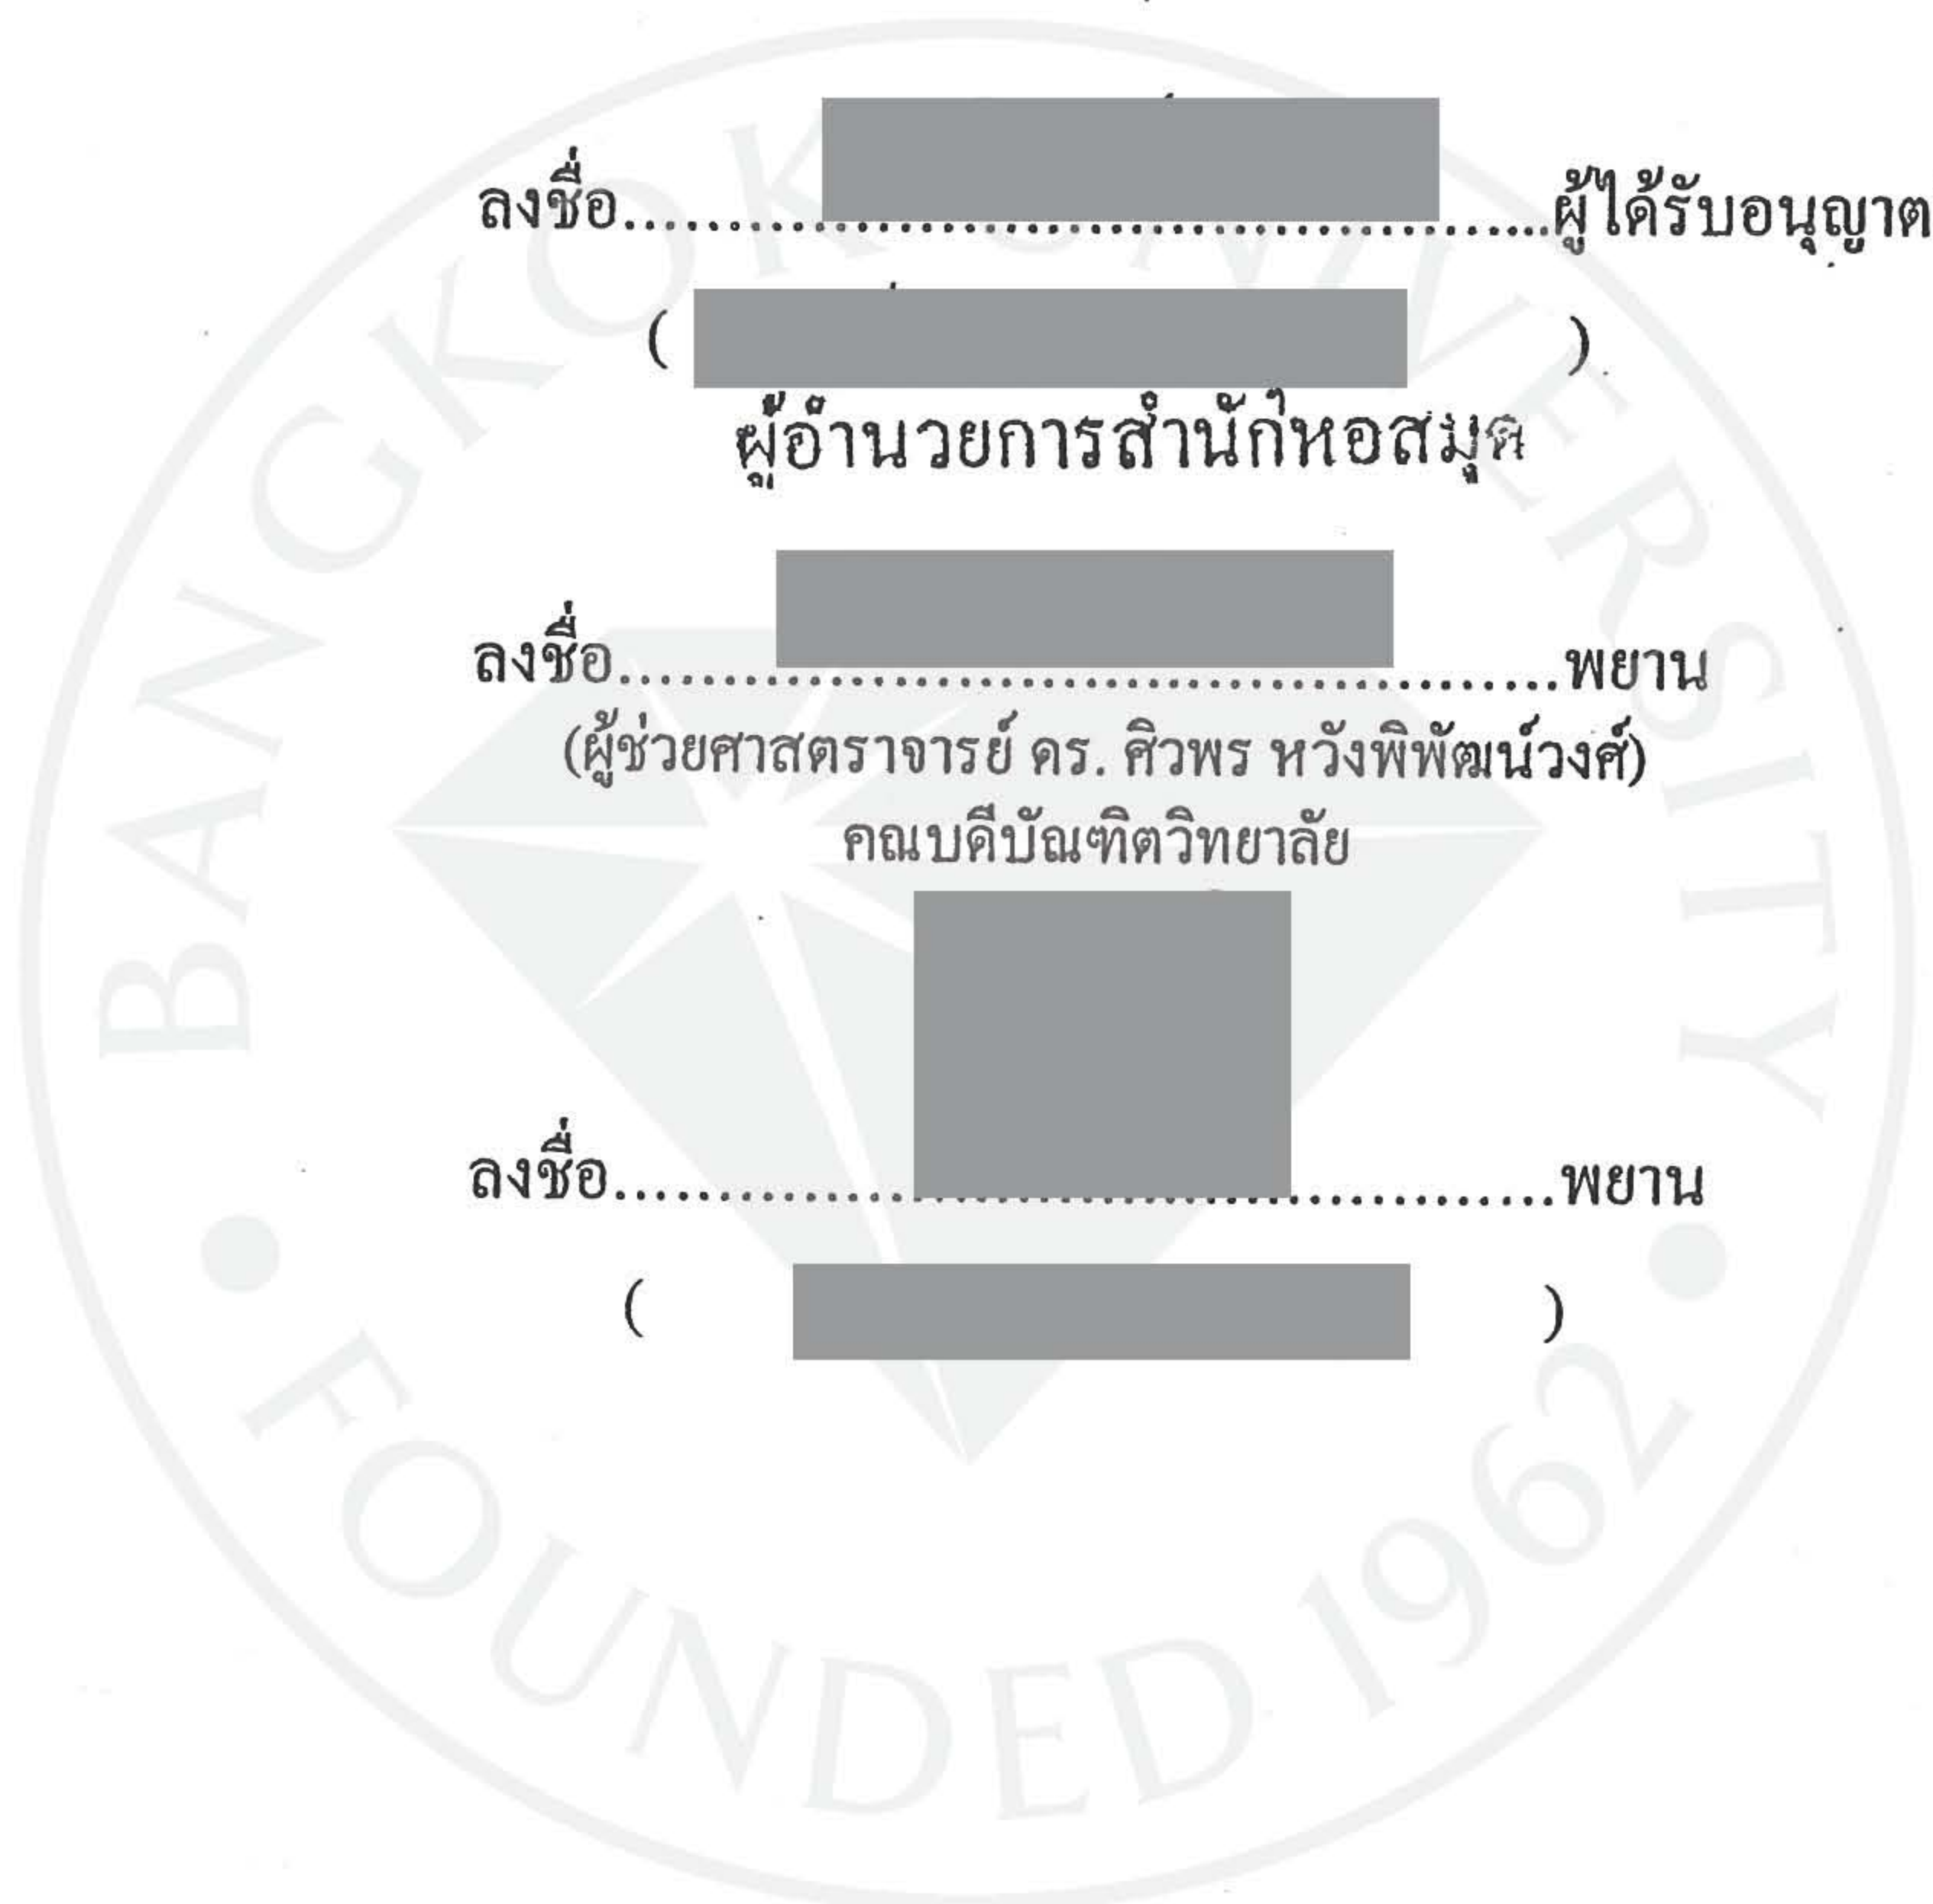 ลงชื่อ..........................................ผู้ได้รับอนุญาต
( )
ผู้อำนวยการสำนักหอสมุด
ลงชื่อ..........................................พยาน
(ผู้ช่วยศาสตราจารย์ ดร. ศิวพร หวังพิพัฒน์วงศ์)
คณบดีบัณฑิตวิทยาลัย
ลงชื่อ..........................................พยาน
( )
BANGKOK UNIVERSITY
FOUNDED 1962